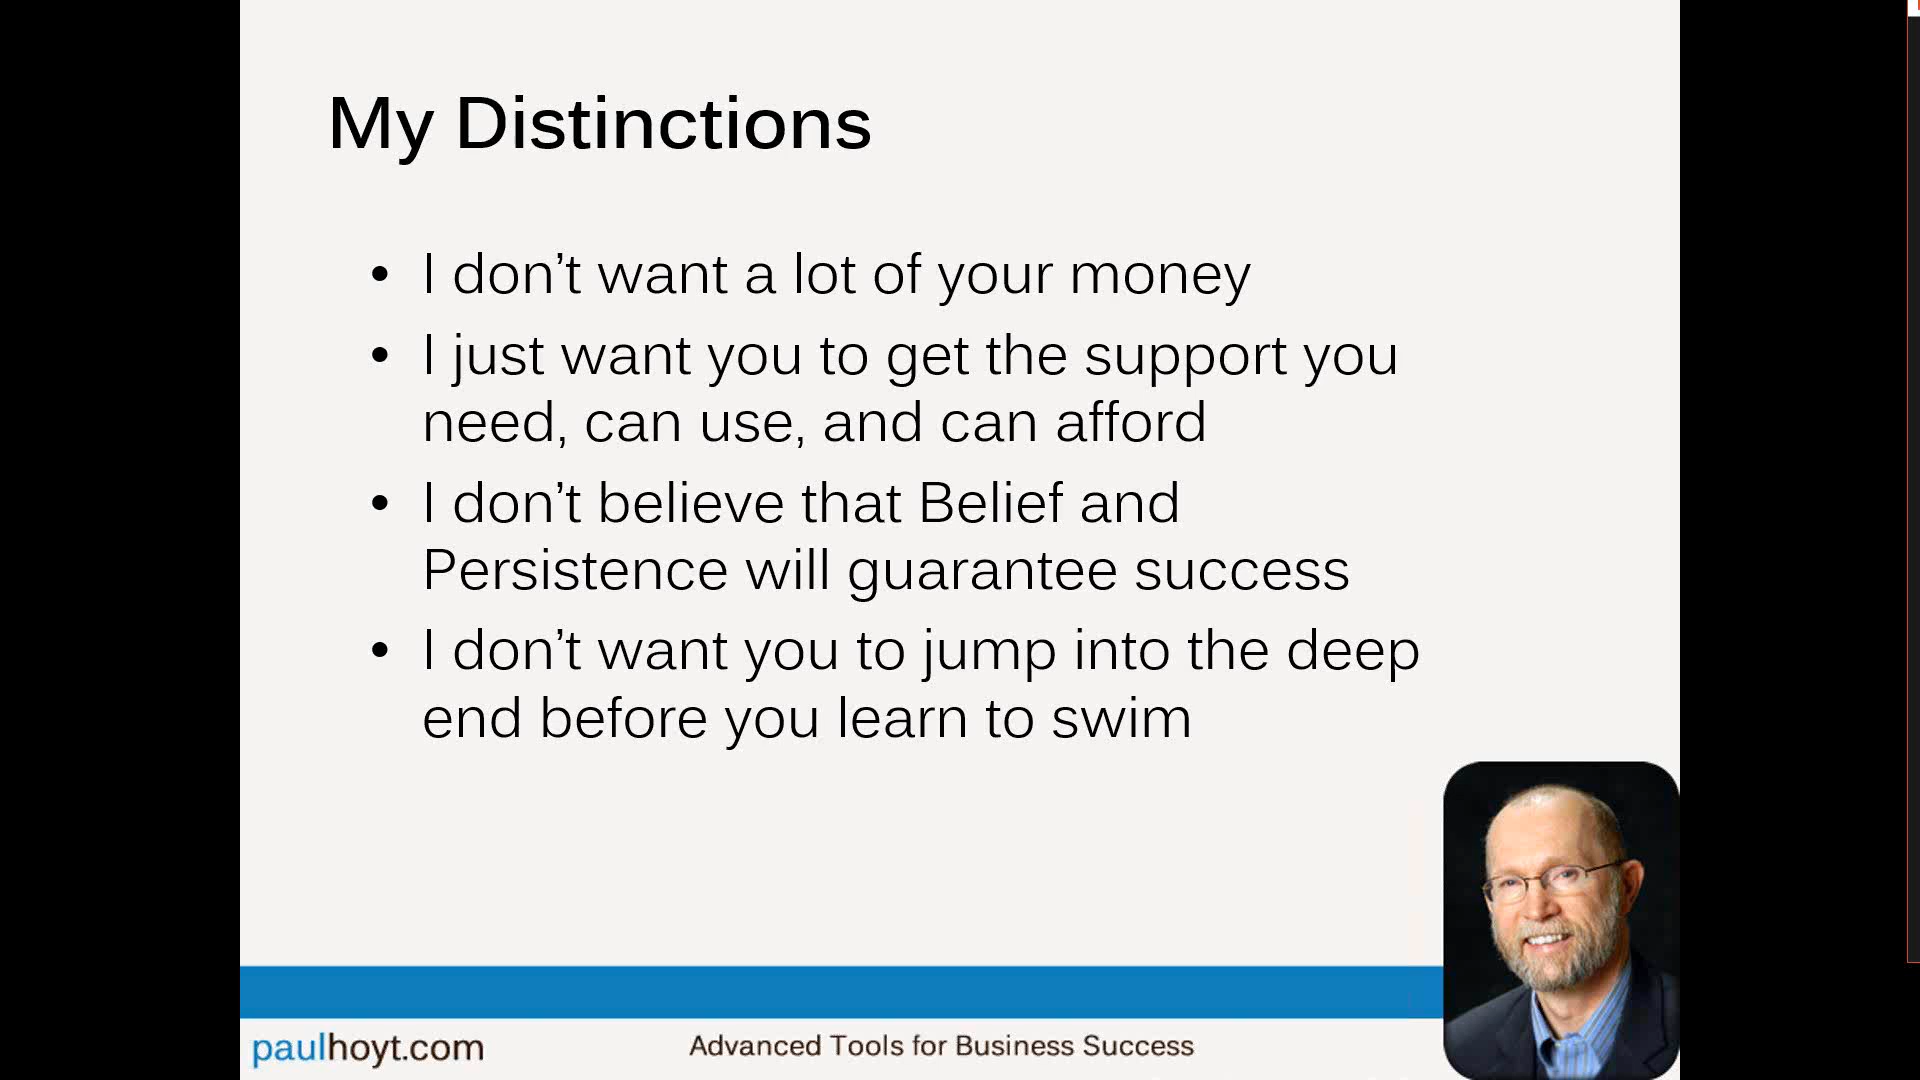 My Distinctions
• I don’t want a lot of your money
• I just want you to get the support you
need, can use, and can afford
• I don’t believe that Belief and
Persistence will guarantee success
• I don’t want you to jump into the deep
end before you learn to swim
paulhoyt.com
Advanced Tools for Business Success